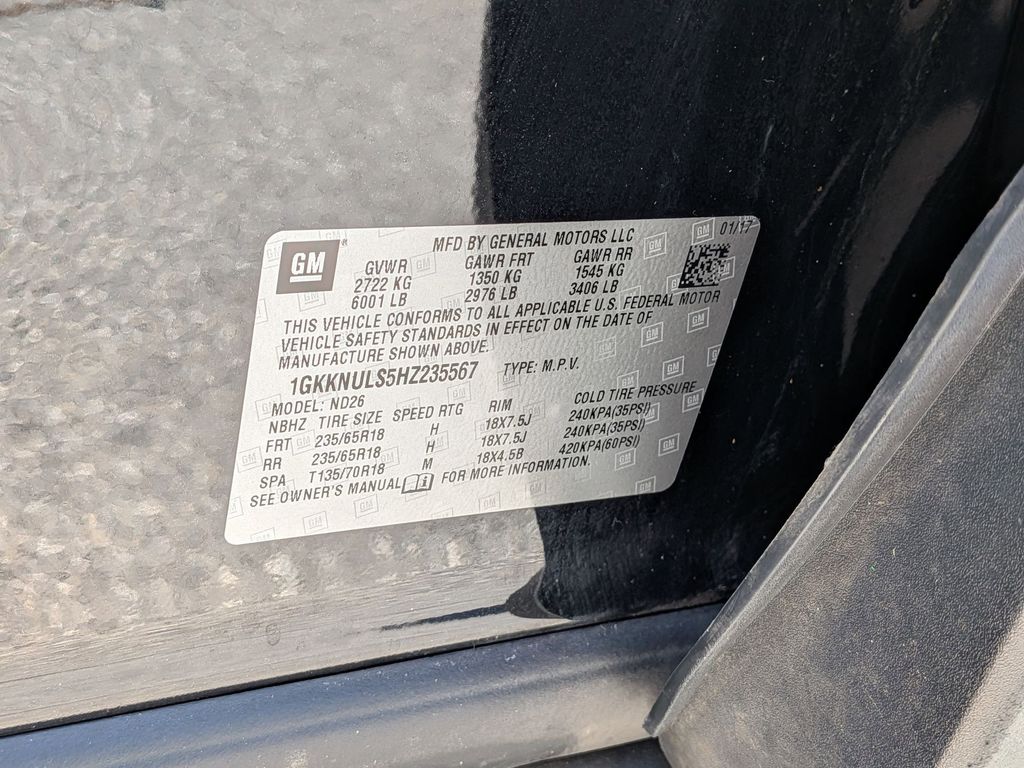 GM
MFD BY GENERAL MOTORS LLC
01/17
GVWR GAWR FRT GAWR RR
2722 KG 1350 KG 1545 KG
6001 LB 2976 LB 3406 LB
THIS VEHICLE CONFORMS TO ALL APPLICABLE U.S. FEDERAL MOTOR
VEHICLE SAFETY STANDARDS IN EFFECT ON THE DATE OF
MANUFACTURE SHOWN ABOVE.
1GKKNULS5HZ235567 TYPE: M.P.V.
MODEL: ND26
NBHZ TIRE SIZE SPEED RTG RIM COLD TIRE PRESSURE
FRT 235/65R18 H 18X7.5J 240KPA(35PSI)
RR 235/65R18 H 18X7.5J 240KPA(35PSI)
SPA T135/70R18 M 18X4.5B 420KPA(60PSI)
SEE OWNER'S MANUAL FOR MORE INFORMATION.